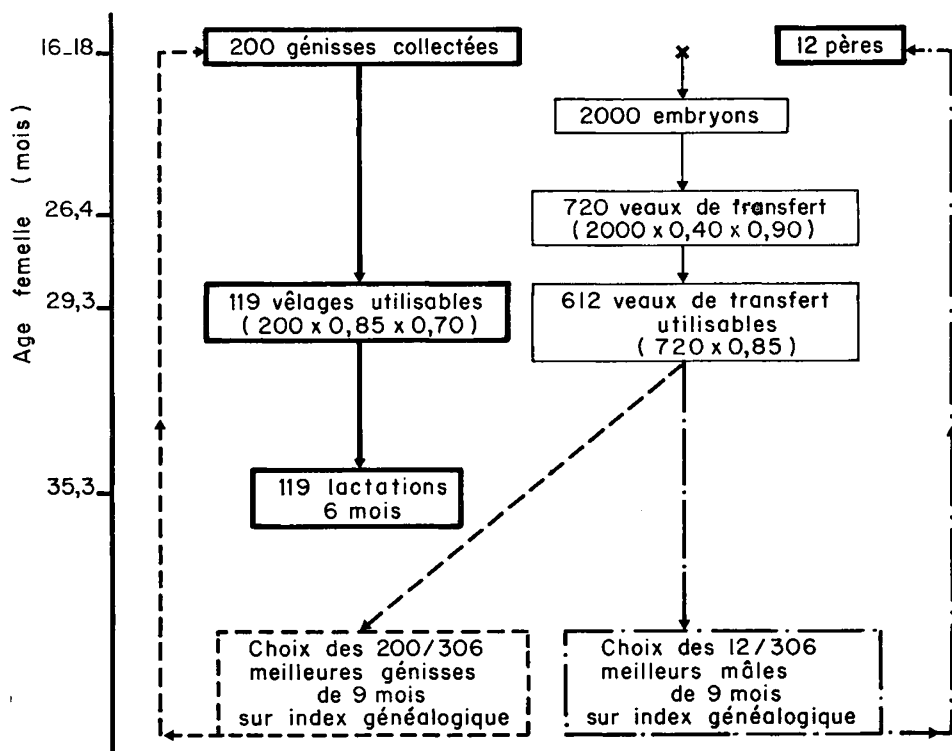 16_18
200 génisses collectées
12 pères
2000 embryons
Age femelle (mois)
26,4
720 veaux de transfert
(2000 x 0,40 x 0,90)
29,3
119 vêlages utilisables
(200 x 0,85 x 0,70)
612 veaux de transfert
utilisables
(720 x 0,85)
35,3
119 lactations
6 mois
Choix des 200/306
meilleures génisses
de 9 mois
sur index généalogique
Choix des 12/306
meilleurs mâles
de 9 mois
sur index généalogique